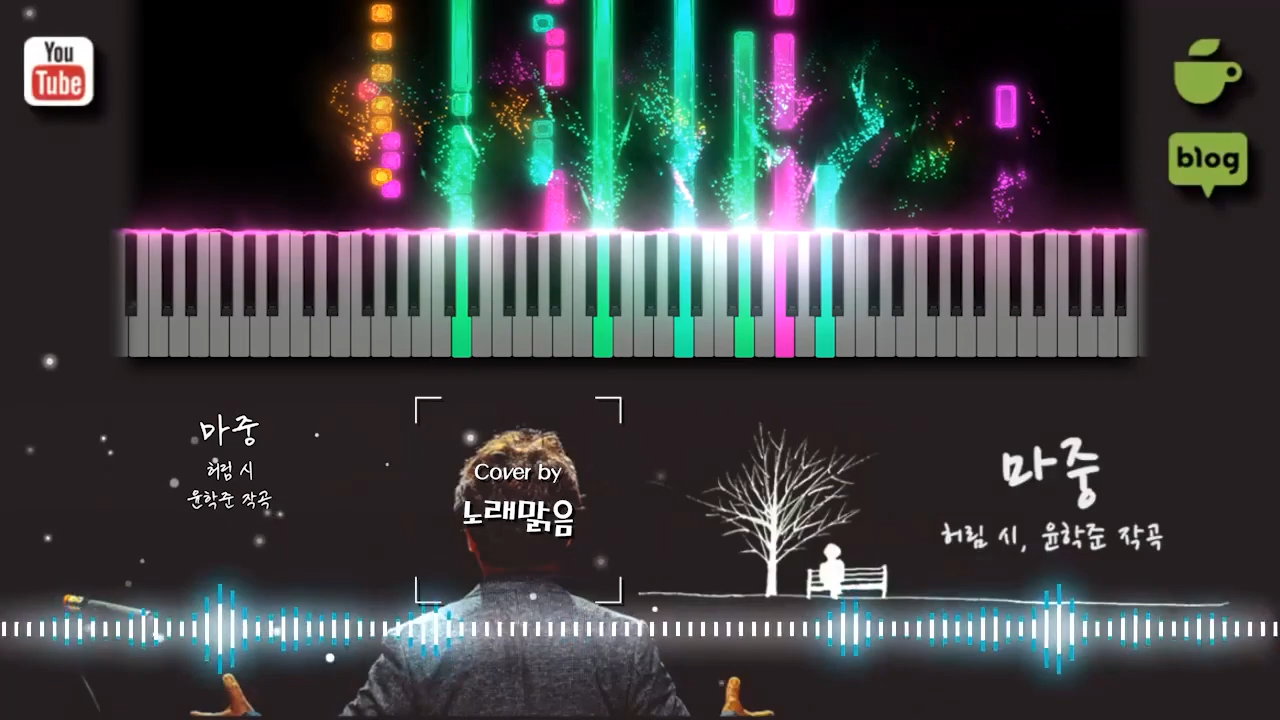 You
Tube
blog
마중
허림 시
윤학준 작곡
Cover by
노래맑음
마중
허림 시, 윤학준 작곡